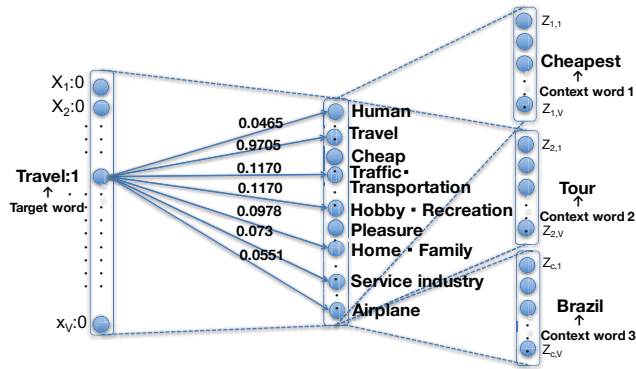 X1:0
X2:0
Travel:1
↑
Target word
xV:0
0.0465
0.9705
0.1170
0.1170
0.0978
0.073
0.0551
Human
Travel
Cheap
Traffic・
Transportation
Hobby・Recreation
Pleasure
Home・Family
Service industry
Airplane
Z1,1
Cheapest
↑
Context word 1
Z1,V
Z2,1
Tour
↑
Context word 2
Z2,V
Zc,1
Brazil
↑
Context word 3
Zc,V